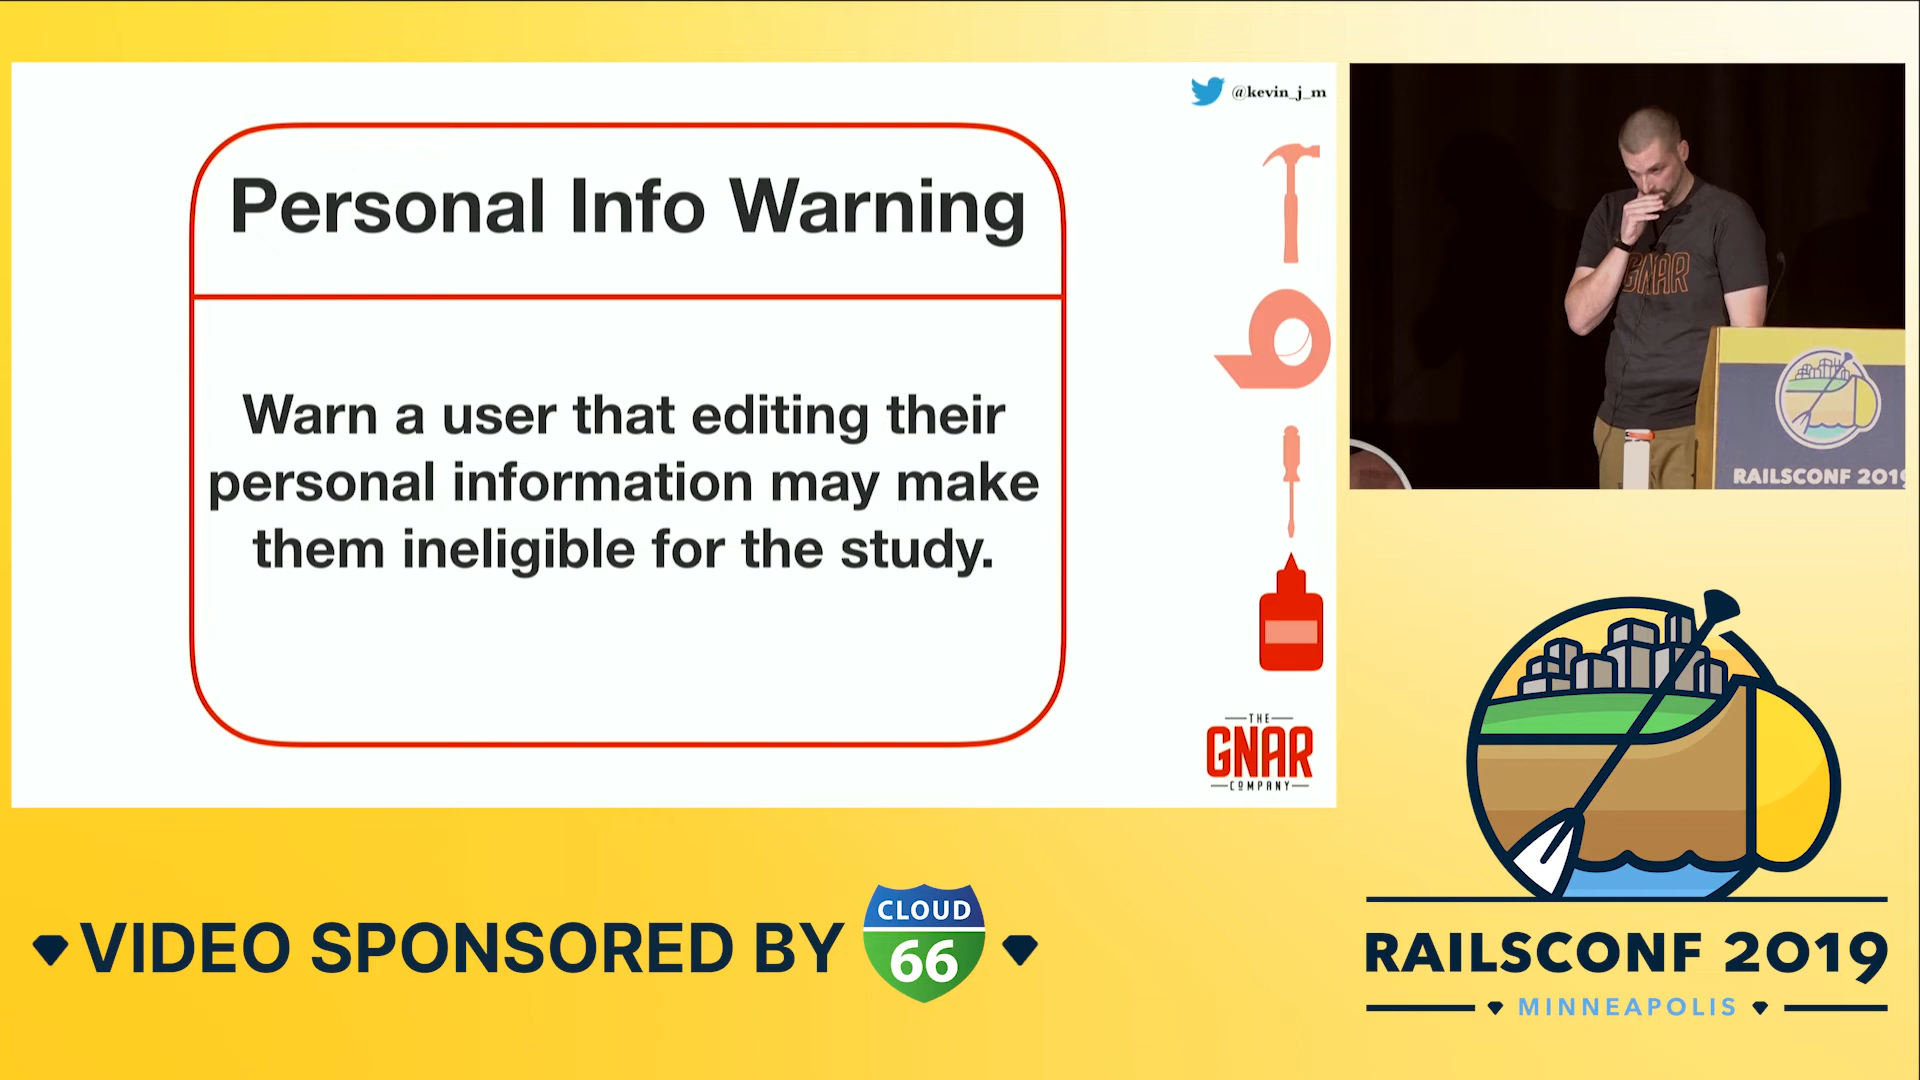 @kevin_j_m
Personal Info Warning
Warn a user that editing their
personal information may make
them ineligible for the study.
THE
GNAR
COMPANY
GNAR
RAILSCONF 2019
VIDEO SPONSORED BY
CLOUD
66
RAILSCONF 2019
MINNEAPOLIS